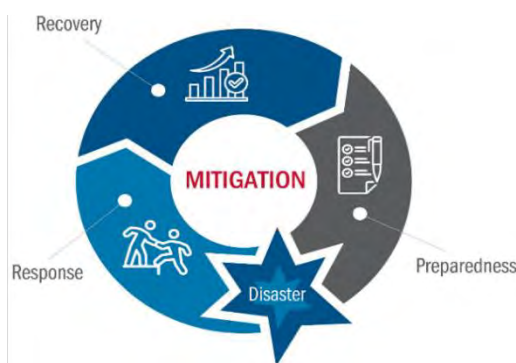 Recovery
MITIGATION
Response
Preparedness
Disaster